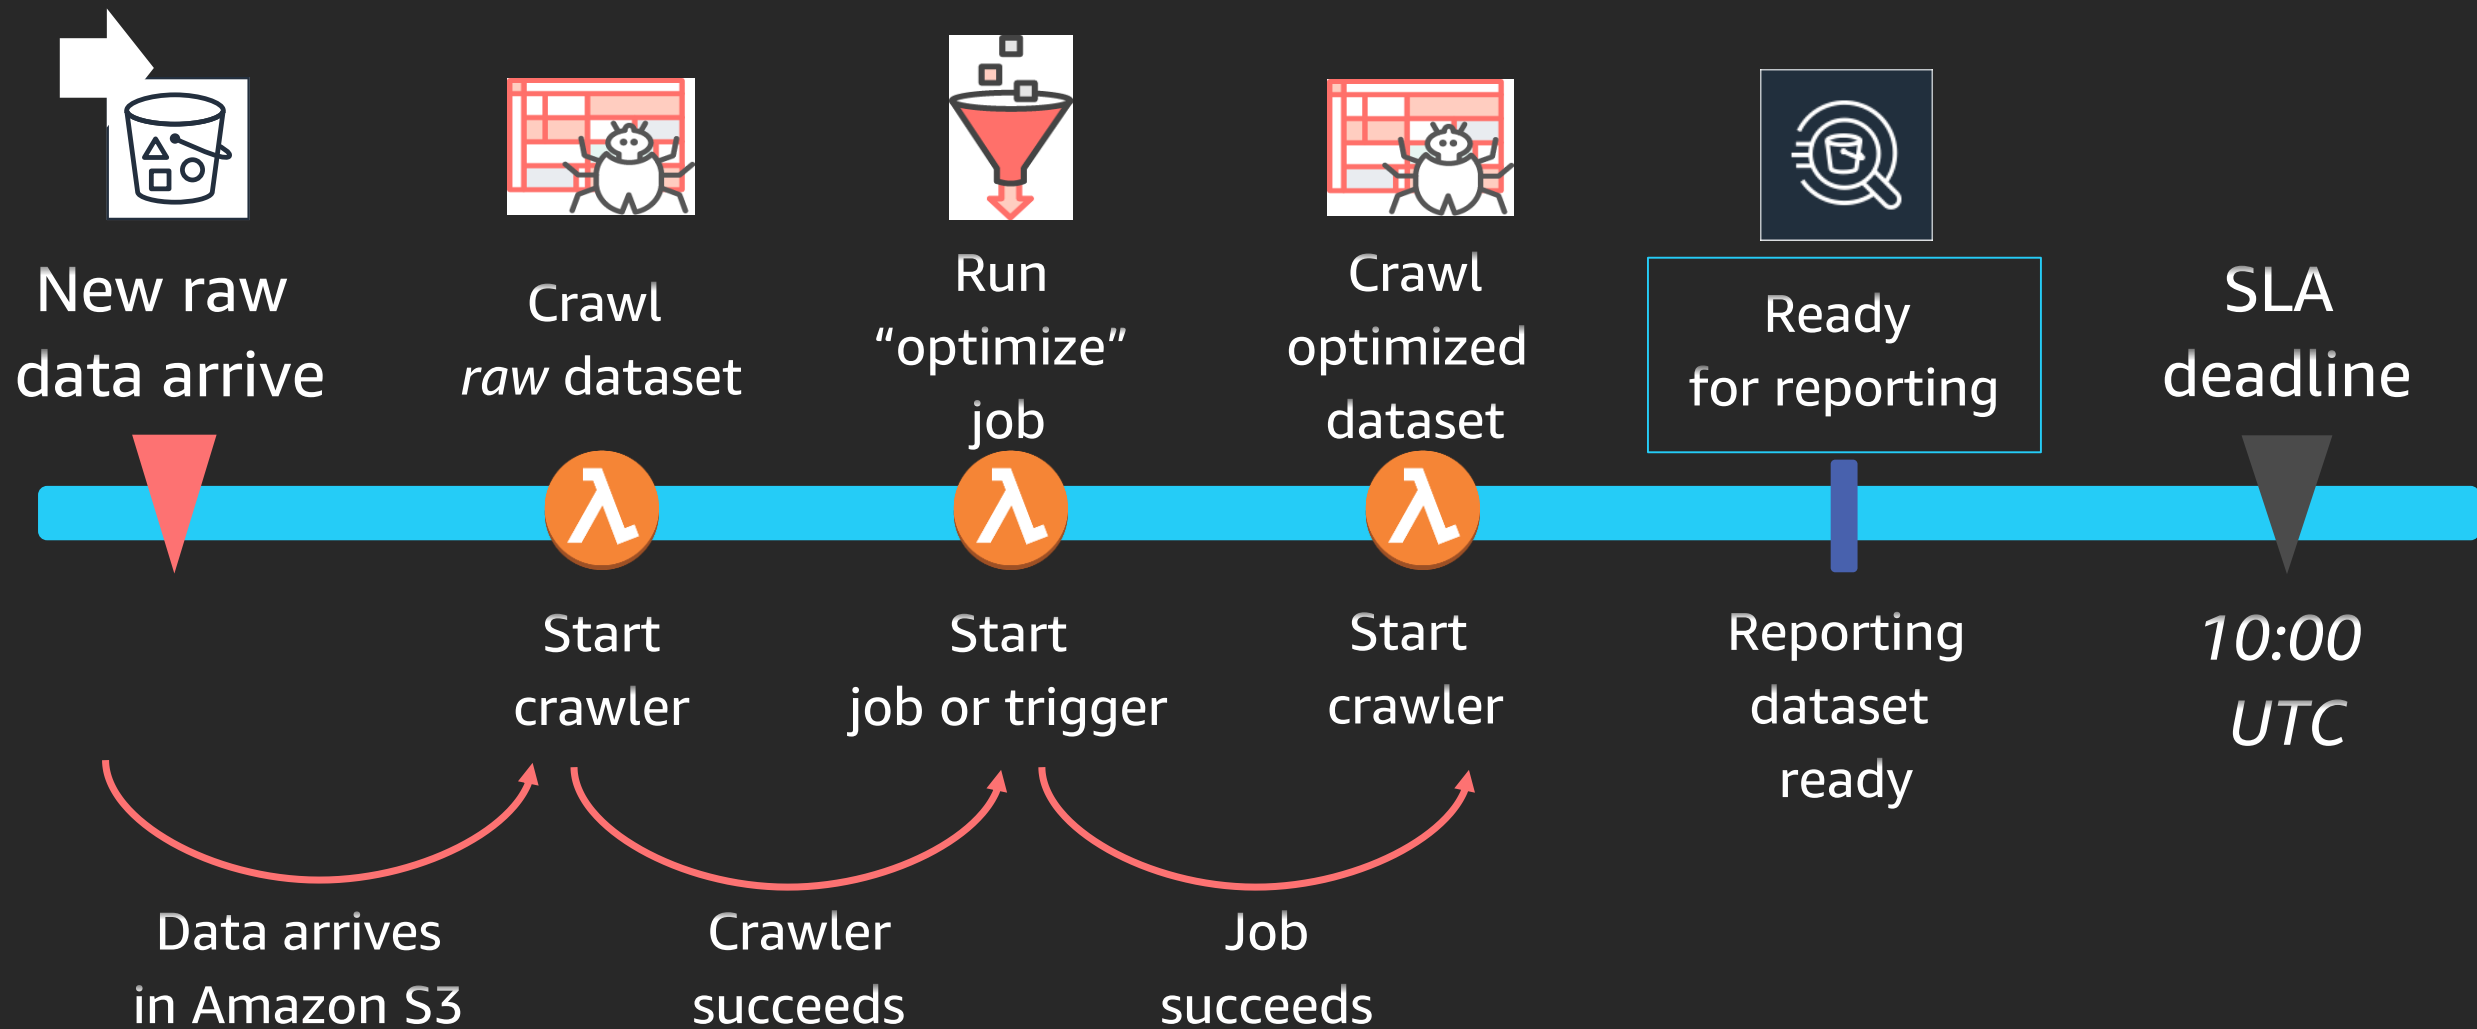 New raw
data arrive
Crawl
raw dataset
Run
“optimize”
job
Crawl
optimized
dataset
Ready
for reporting
SLA
deadline
Start
crawler
Start
job or trigger
Start
crawler
Reporting
dataset
ready
10:00
UTC
Data arrives
in Amazon S3
Crawler
succeeds
Job
succeeds